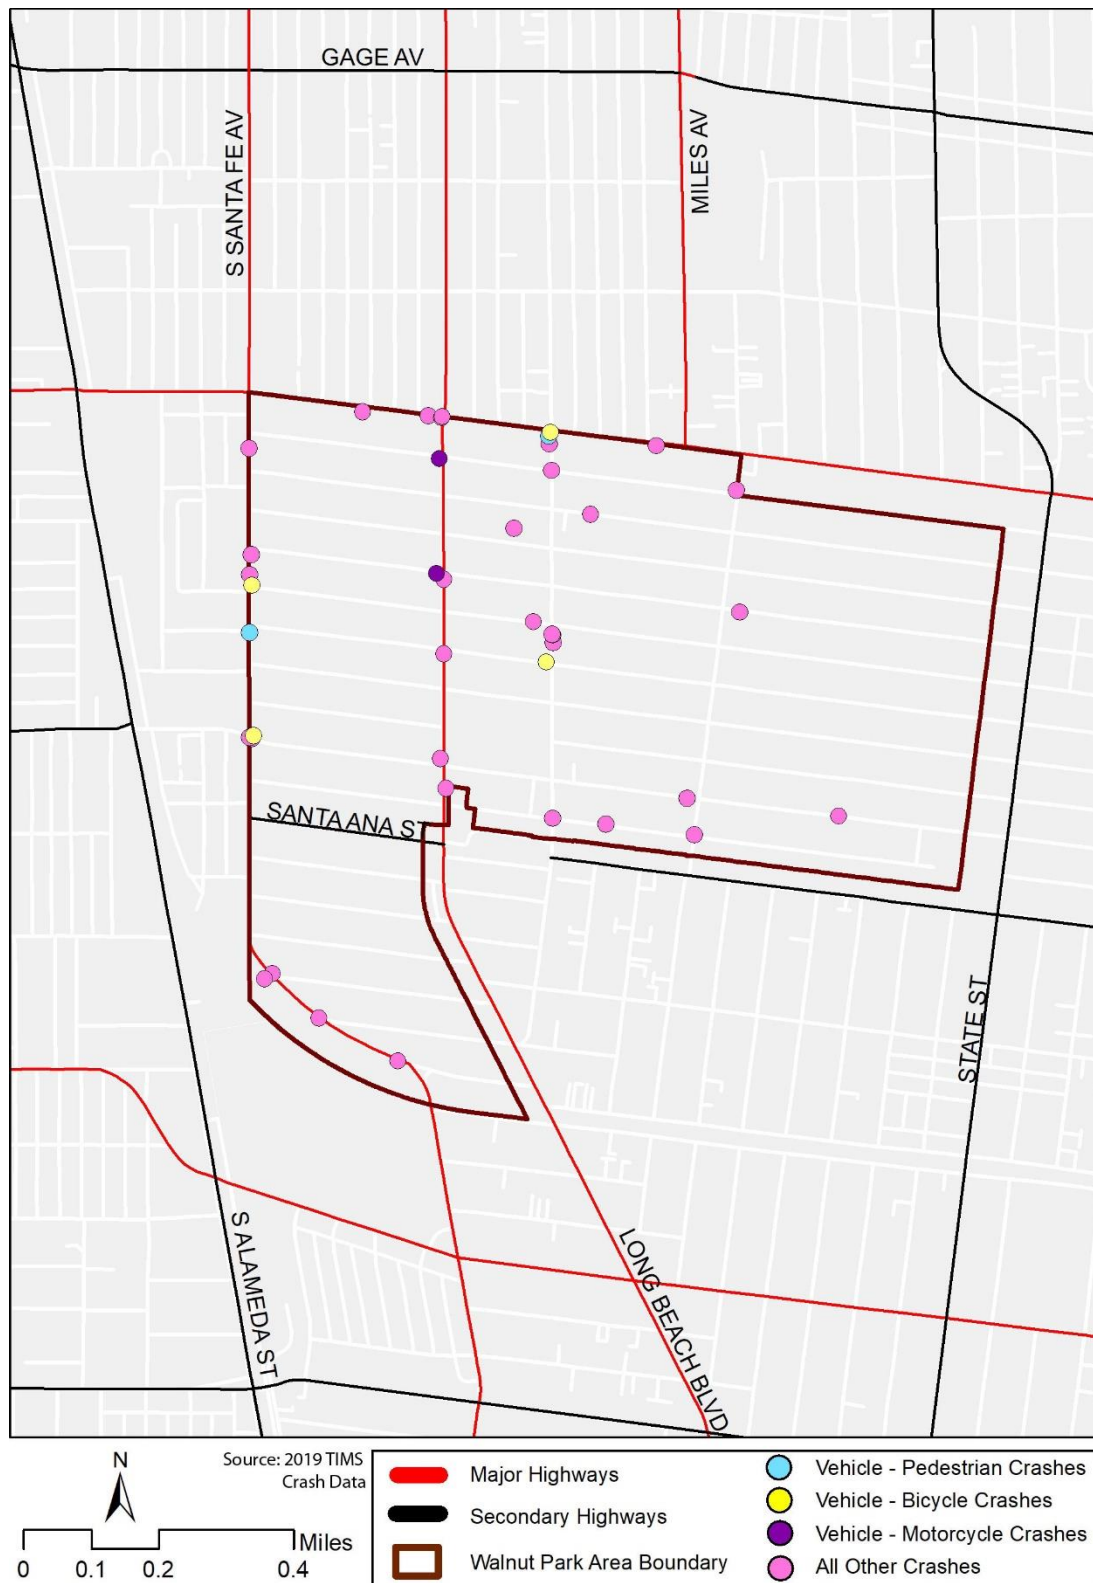 GAGE AV
S SANTA FE AV
MILES AV
SANTA ANA ST
STATE ST
S ALAMEDA ST
LONG BEACH BLVD
N
Source: 2019 TIMS
Crash Data
Miles
0 0.1 0.2 0.4
Major Highways
Secondary Highways
Walnut Park Area Boundary
Vehicle - Pedestrian Crashes
Vehicle - Bicycle Crashes
Vehicle - Motorcycle Crashes
All Other Crashes